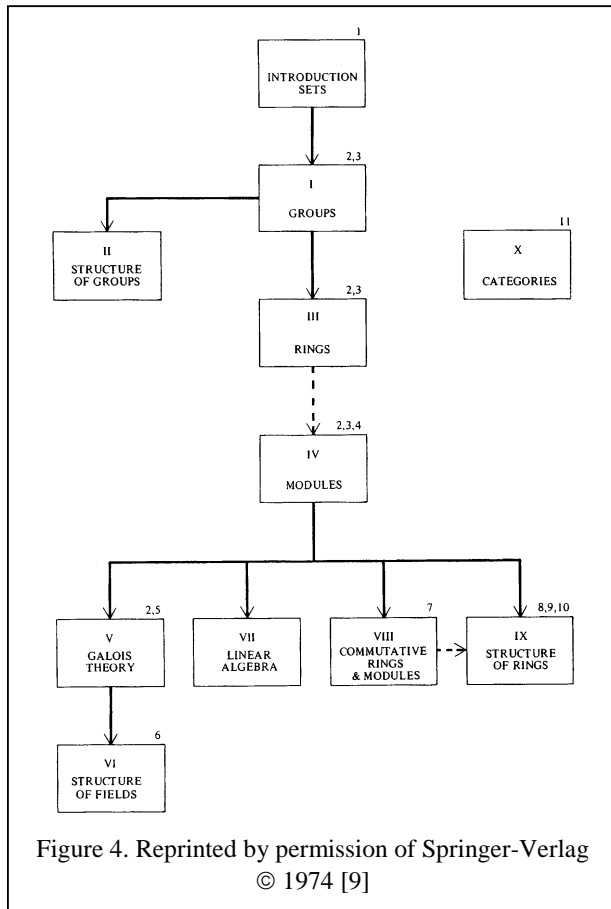 1
INTRODUCTION
SETS
2,3
I
GROUPS
II
STRUCTURE
OF GROUPS
11
X
CATEGORIES
2,3
III
RINGS
2,3,4
IV
MODULES
2,5
V
GALOIS
THEORY
VII
LINEAR
ALGEBRA
7
VIII
COMMUTATIVE
RINGS
& MODULES
8,9,10
IX
STRUCTURE
OF RINGS
6
VI
STRUCTURE
OF FIELDS
Figure 4. Reprinted by permission of Springer-Verlag
© 1974 [9]